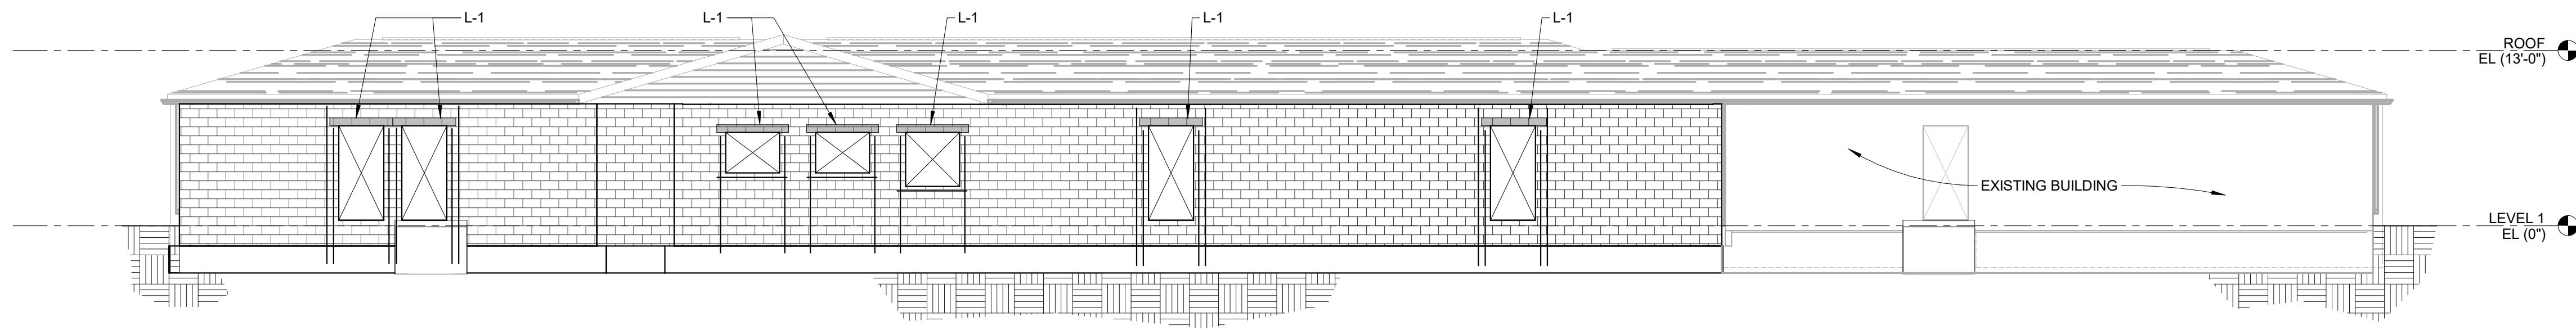 L-1
L-1
L-1
L-1
L-1
ROOF
EL (13'-0")
EXISTING BUILDING
LEVEL 1
EL (0")